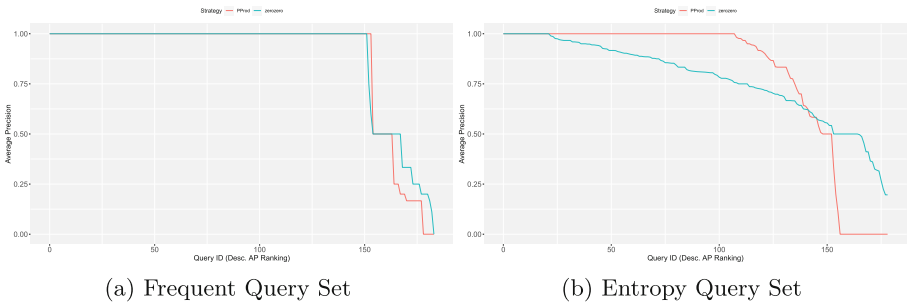 Strategy PProd zerozero
1.00
0.75
0.50
0.25
0.00
Average Precision
0 50 100 150
Query ID (Desc. AP Ranking)
(a) Frequent Query Set
Strategy PProd zerozero
1.00
0.75
0.50
0.25
0.00
Average Precision
0 50 100 150
Query ID (Desc. AP Ranking)
(b) Entropy Query Set